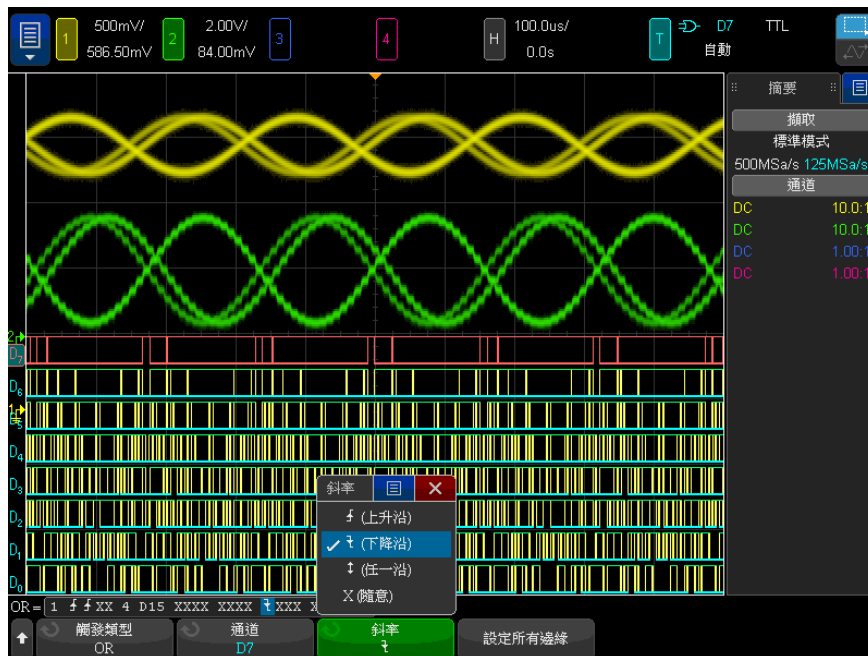 1 500mV/ 586.50mV
2 2.00V/ 84.00mV
3
4
H 100.0us/ 0.0s
T D7 TTL
自動
摘要
擷取
標準模式
500MSa/s 125MSa/s
通道
DC 10.0:1
DC 10.0:1
DC 1.00:1
DC 1.00:1
2
D7
D6
1
D5
D4
D3
D2
D1
D0
斜率
(上升沿)
(下降沿)
(任一沿)
X (隨意)
OR = 1 XX 4 D15 XXXX XXXX XXX X
觸發類型
OR
通道
D7
斜率
設定所有邊緣